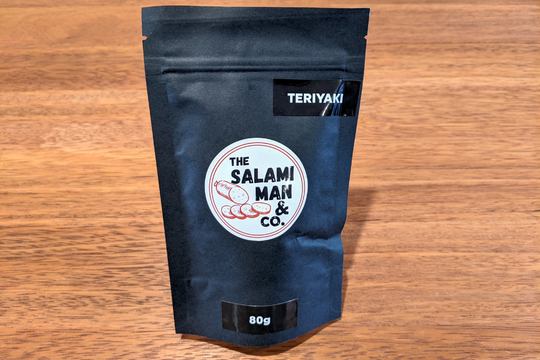 TERIYAKI
THE
SALAMI
MAN
&
CO.
80g